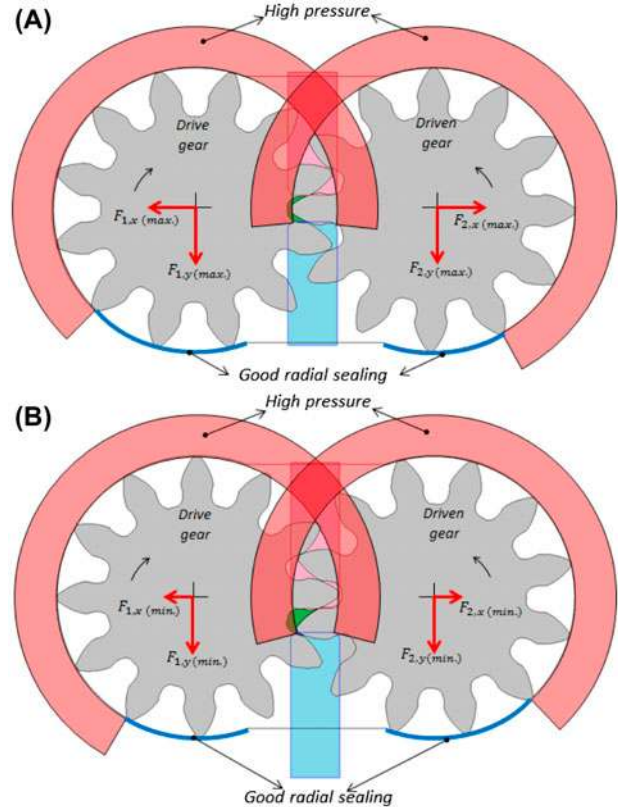 (A)
High pressure
Drive
gear
Driven
gear
F1,x (max.)
F2,x (max.)
F1,y(max.)
F2,y(max.)
Good radial sealing
(B)
High pressure
Drive
gear
Driven
gear
F1,x (min.)
F2,x (min.)
F1,y(min.)
F2,y(min.)
Good radial sealing